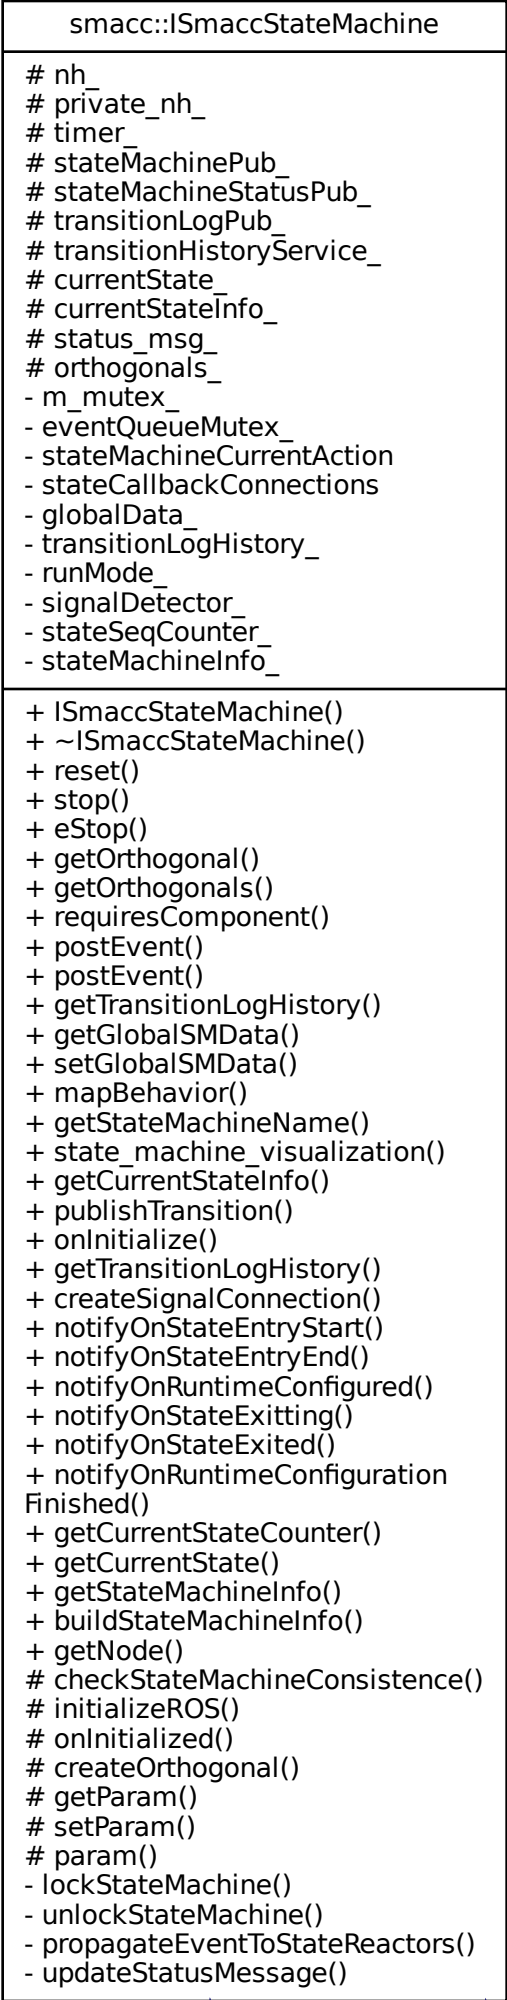 smacc::ISmaccStateMachine
# nh_
# private_nh_
# timer_
# stateMachinePub_
# stateMachineStatusPub_
# transitionLogPub_
# transitionHistoryService_
# currentState_
# currentStateInfo_
# status_msg_
# orthogonals_
- m_mutex_
- eventQueueMutex_
- stateMachineCurrentAction
- stateCallbackConnections
- globalData_
- transitionLogHistory_
- runMode_
- signalDetector_
- stateSeqCounter_
- stateMachineInfo_
+ ISmaccStateMachine()
+ ~ISmaccStateMachine()
+ reset()
+ stop()
+ eStop()
+ getOrthogonal()
+ getOrthogonals()
+ requiresComponent()
+ postEvent()
+ postEvent()
+ getTransitionLogHistory()
+ getGlobalSMData()
+ setGlobalSMData()
+ mapBehavior()
+ getStateMachineName()
+ state_machine_visualization()
+ getCurrentStateInfo()
+ publishTransition()
+ onInitialize()
+ getTransitionLogHistory()
+ createSignalConnection()
+ notifyOnStateEntryStart()
+ notifyOnStateEntryEnd()
+ notifyOnRuntimeConfigured()
+ notifyOnStateExitting()
+ notifyOnStateExited()
+ notifyOnRuntimeConfiguration
Finished()
+ getCurrentStateCounter()
+ getCurrentState()
+ getStateMachineInfo()
+ buildStateMachineInfo()
+ getNode()
# checkStateMachineConsistence()
# initializeROS()
# onInitialized()
# createOrthogonal()
# getParam()
# setParam()
# param()
- lockStateMachine()
- unlockStateMachine()
- propagateEventToStateReactors()
- updateStatusMessage()